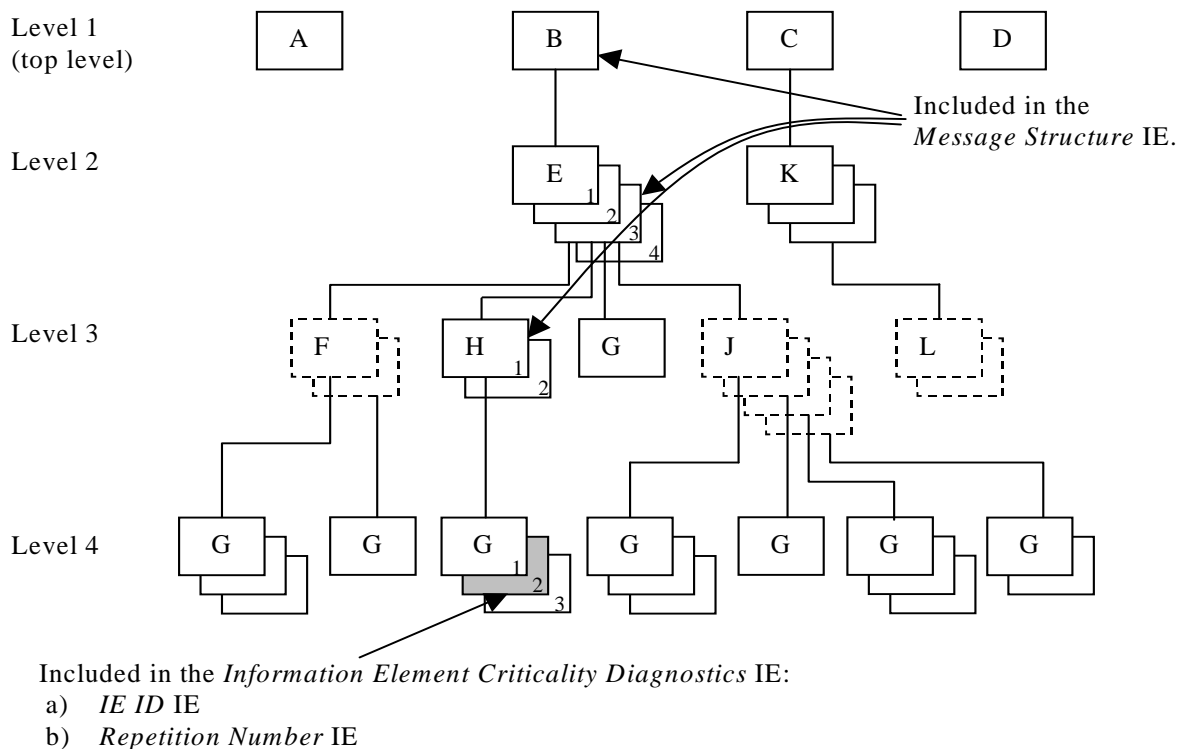 Level 1
(top level)
A
B
C
D
Included in the
Message Structure IE.
Level 2
E
1
2
3
4
K
Level 3
F
H
1
2
G
J
L
Level 4
G
G
G
1
2
3
G
G
G
G
Included in the Information Element Criticality Diagnostics IE:
a) IE ID IE
b) Repetition Number IE